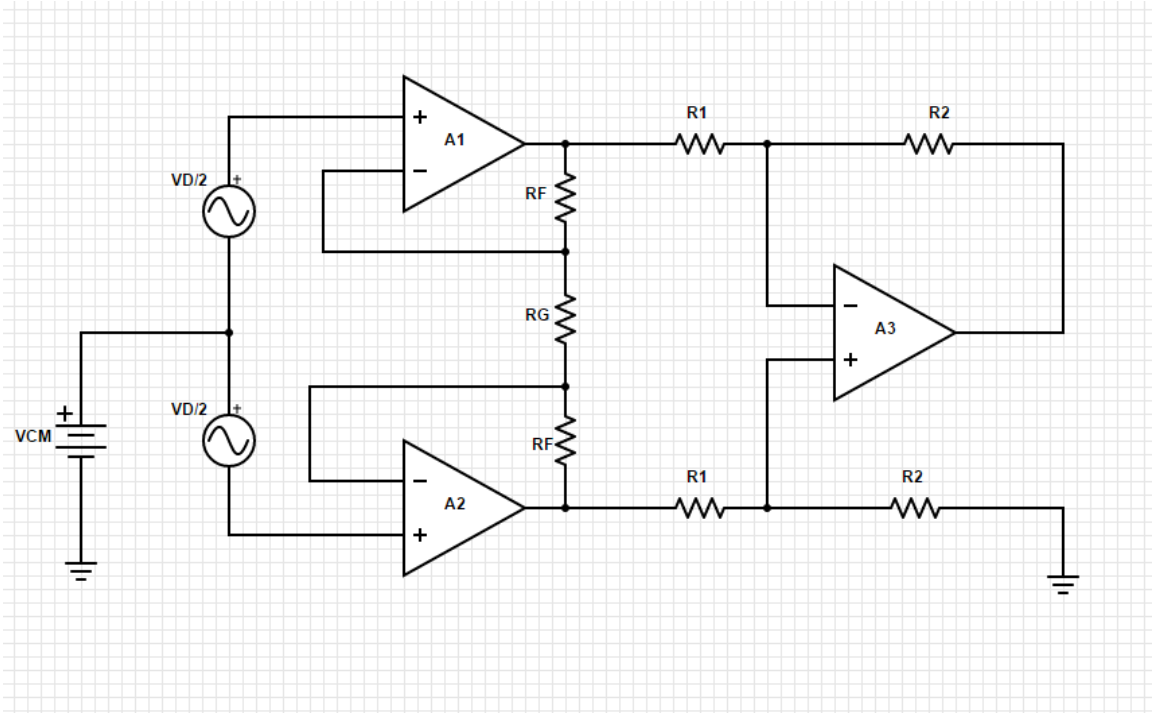 R1
R2
+
A1
VD/2
+
−
RF
RG
−
A3
+
VD/2
+
+
VCM
RF
R1
R2
−
A2
+